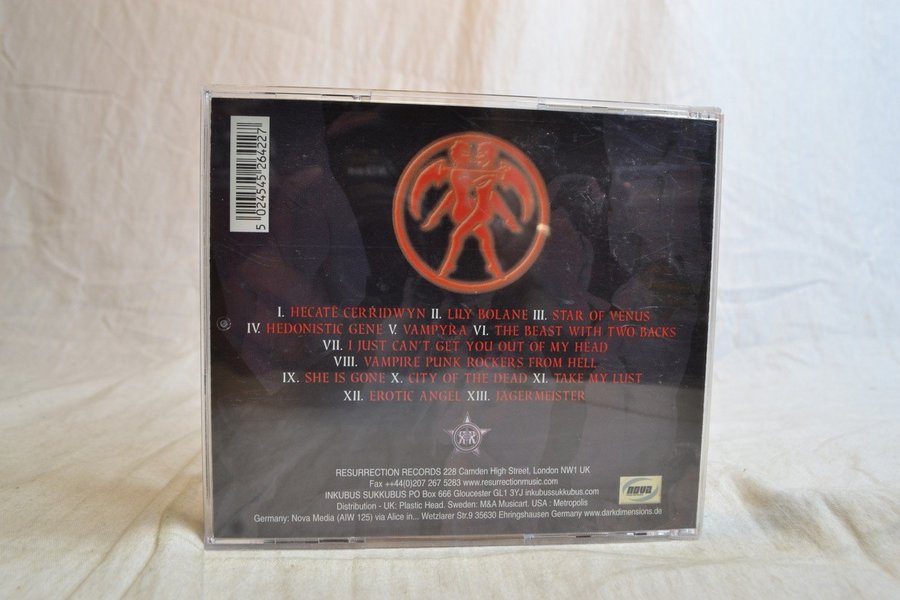 5 024545 264227
I. HECATE CERRIDWYN II. LILY BOLANE III. STAR OF VENUS
IV. HEDONISTIC GENE V. VAMPYRA VI. THE BEAST WITH TWO BACKS
VII. I JUST CAN'T GET YOU OUT OF MY HEAD
VIII. VAMPIRE PUNK ROCKERS FROM HELL
IX. SHE IS GONE X. CITY OF THE DEAD XI. TAKE MY LUST
XII. EROTIC ANGEL XIII. JAGERMEISTER
RESURRECTION RECORDS 228 Camden High Street, London NW1 UK
Fax ++44(0)207 267 5283 www.resurrectionmusic.com
INKUBUS SUKKUBUS PO Box 666 Gloucester GL1 3YJ inkubussukkubus.com
Distribution - UK: Plastic Head. Sweden: M&A Musicart. USA : Metropolis
Germany: Nova Media (AIW 125) via Alice in... Wetzlarer Str.9 35630 Ehringshausen Germany www.darkdimensions.de
nova